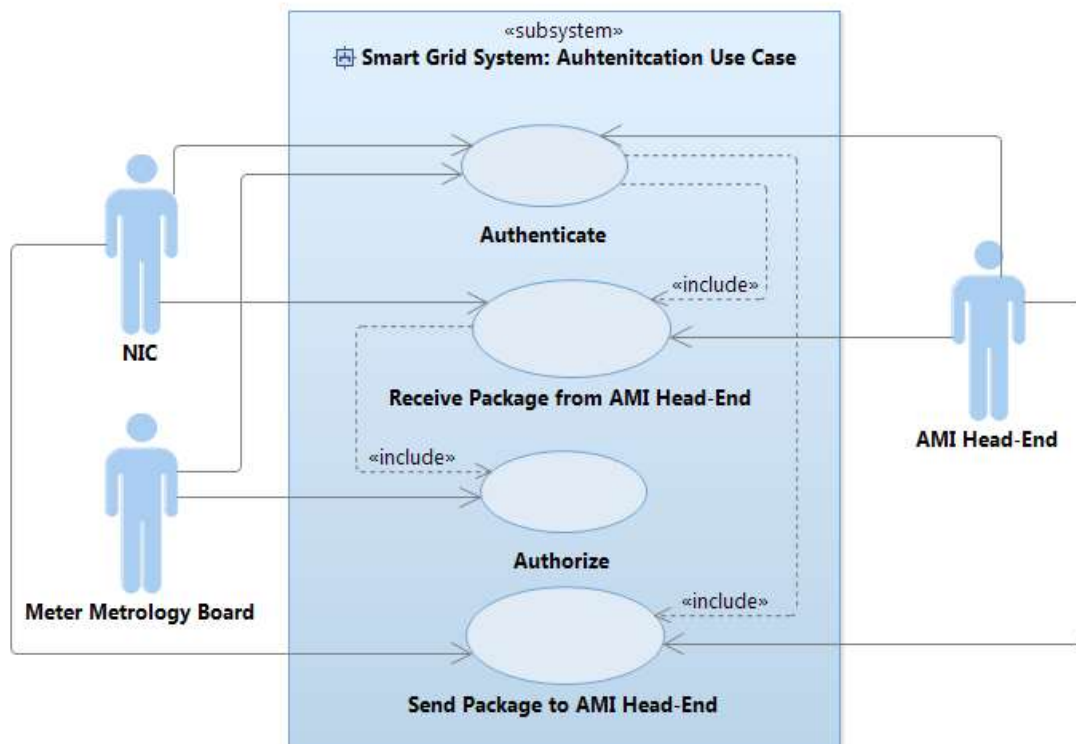 «subsystem»
Smart Grid System: Auhtenitcation Use Case
Authenticate
«include»
NIC
Receive Package from AMI Head-End
AMI Head-End
«include»
Authorize
Meter Metrology Board
«include»
Send Package to AMI Head-End